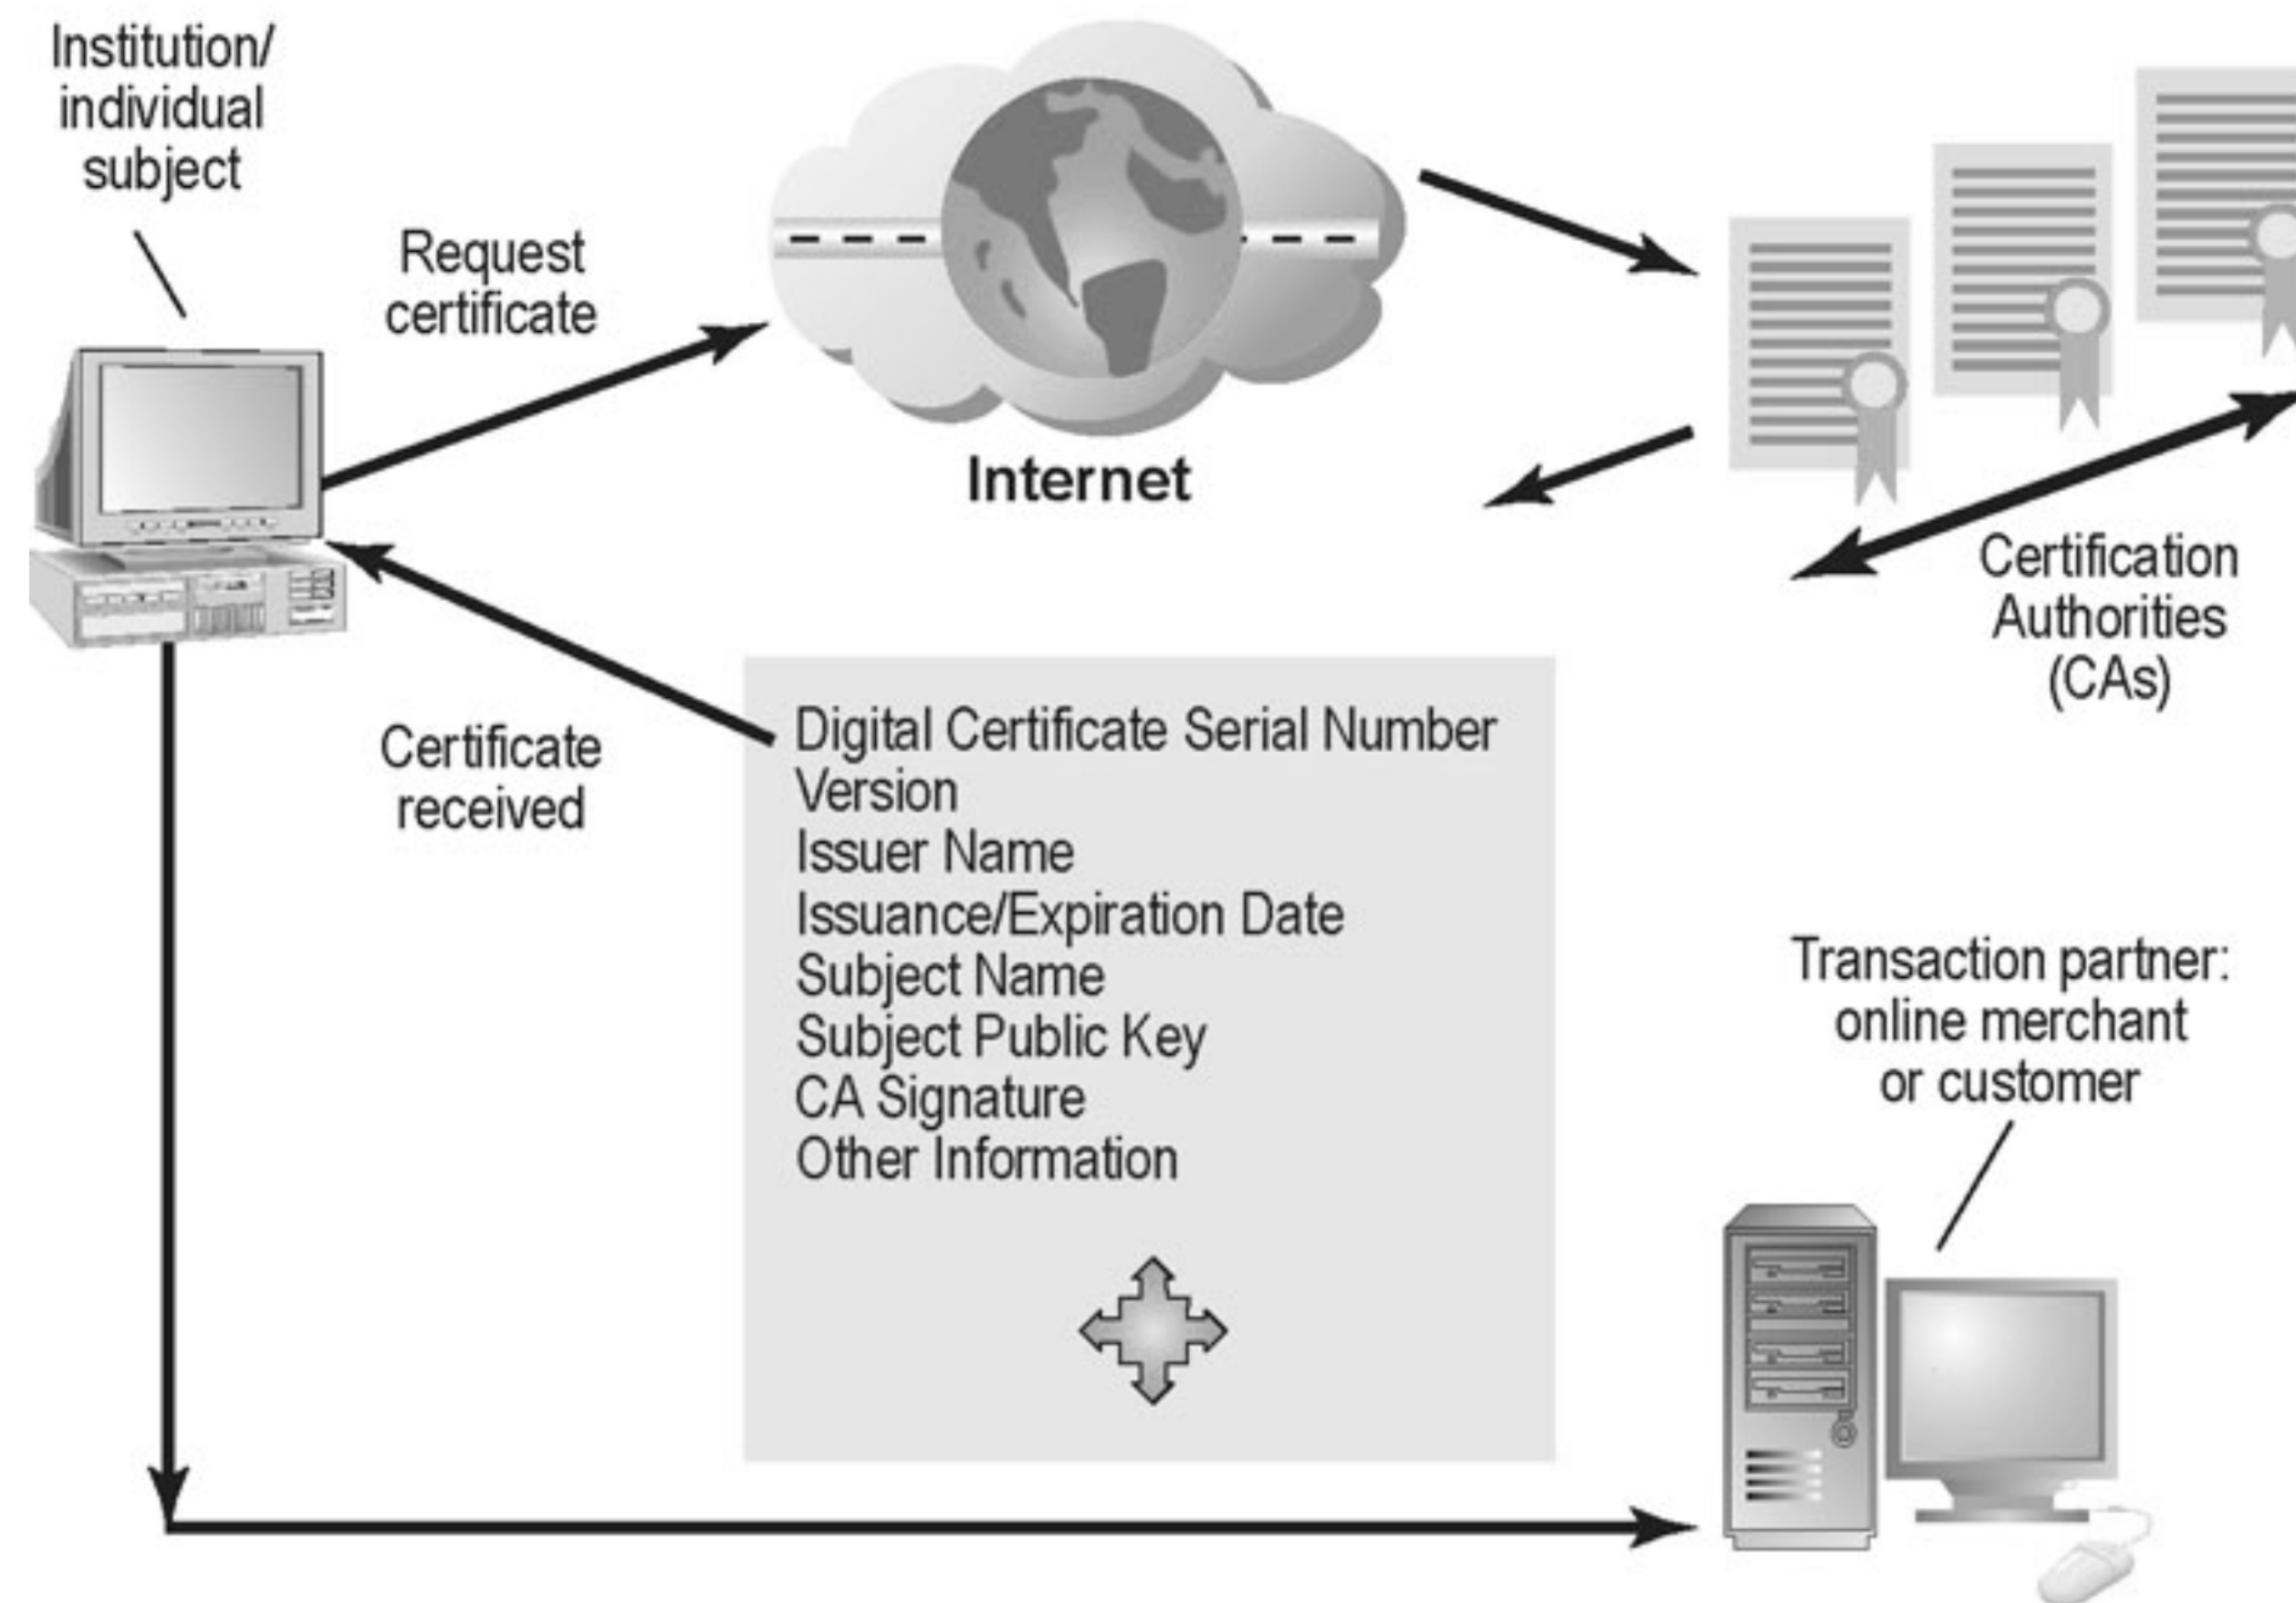 Institution/
individual
subject
Request
certificate
Internet
Certification
Authorities
(CAs)
Certificate
received
Digital Certificate Serial Number
Version
Issuer Name
Issuance/Expiration Date
Subject Name
Subject Public Key
CA Signature
Other Information
Transaction partner:
online merchant
or customer